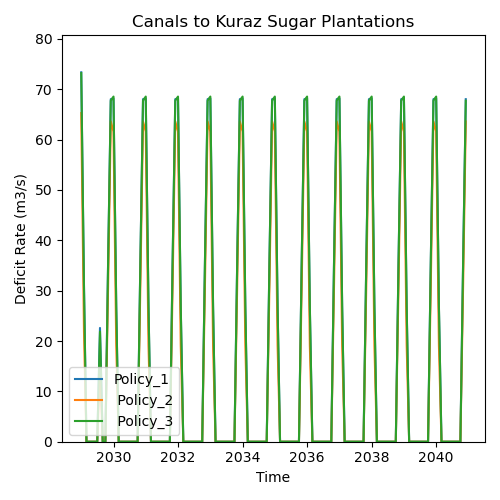 Canals to Kuraz Sugar Plantations
Deficit Rate (m3/s)
80
70
60
50
40
30
20
10
0
Policy_1
Policy_2
Policy_3
2030 2032 2034 2036 2038 2040
Time